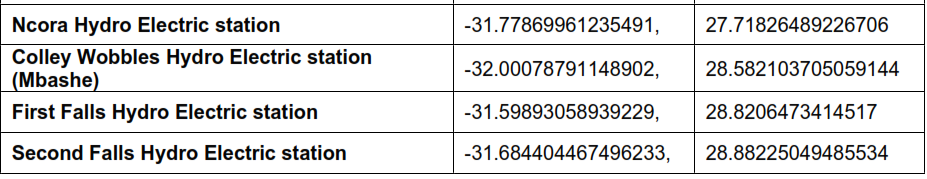 Ncora Hydro Electric station -31.77869961235491, 27.71826489226706
Colley Wobbles Hydro Electric station
(Mbashe) -32.00078791148902, 28.582103705059144
First Falls Hydro Electric station -31.59893058939229, 28.8206473414517
Second Falls Hydro Electric station -31.684404467496233, 28.88225049485534